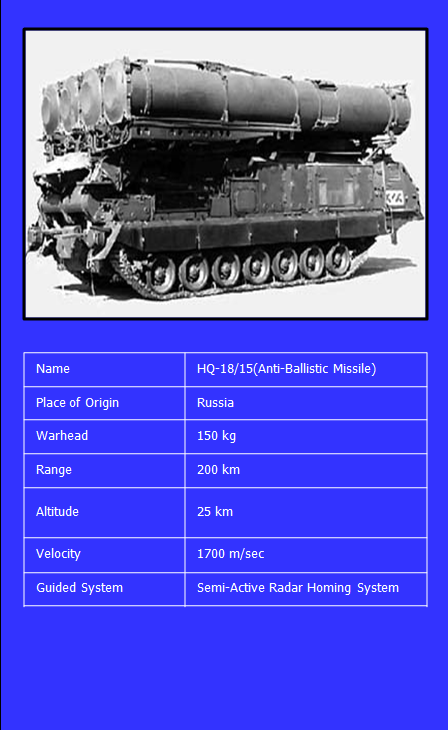 Name HQ-18/15(Anti-Ballistic Missile)
Place of Origin Russia
Warhead 150 kg
Range 200 km
Altitude 25 km
Velocity 1700 m/sec
Guided System Semi-Active Radar Homing System